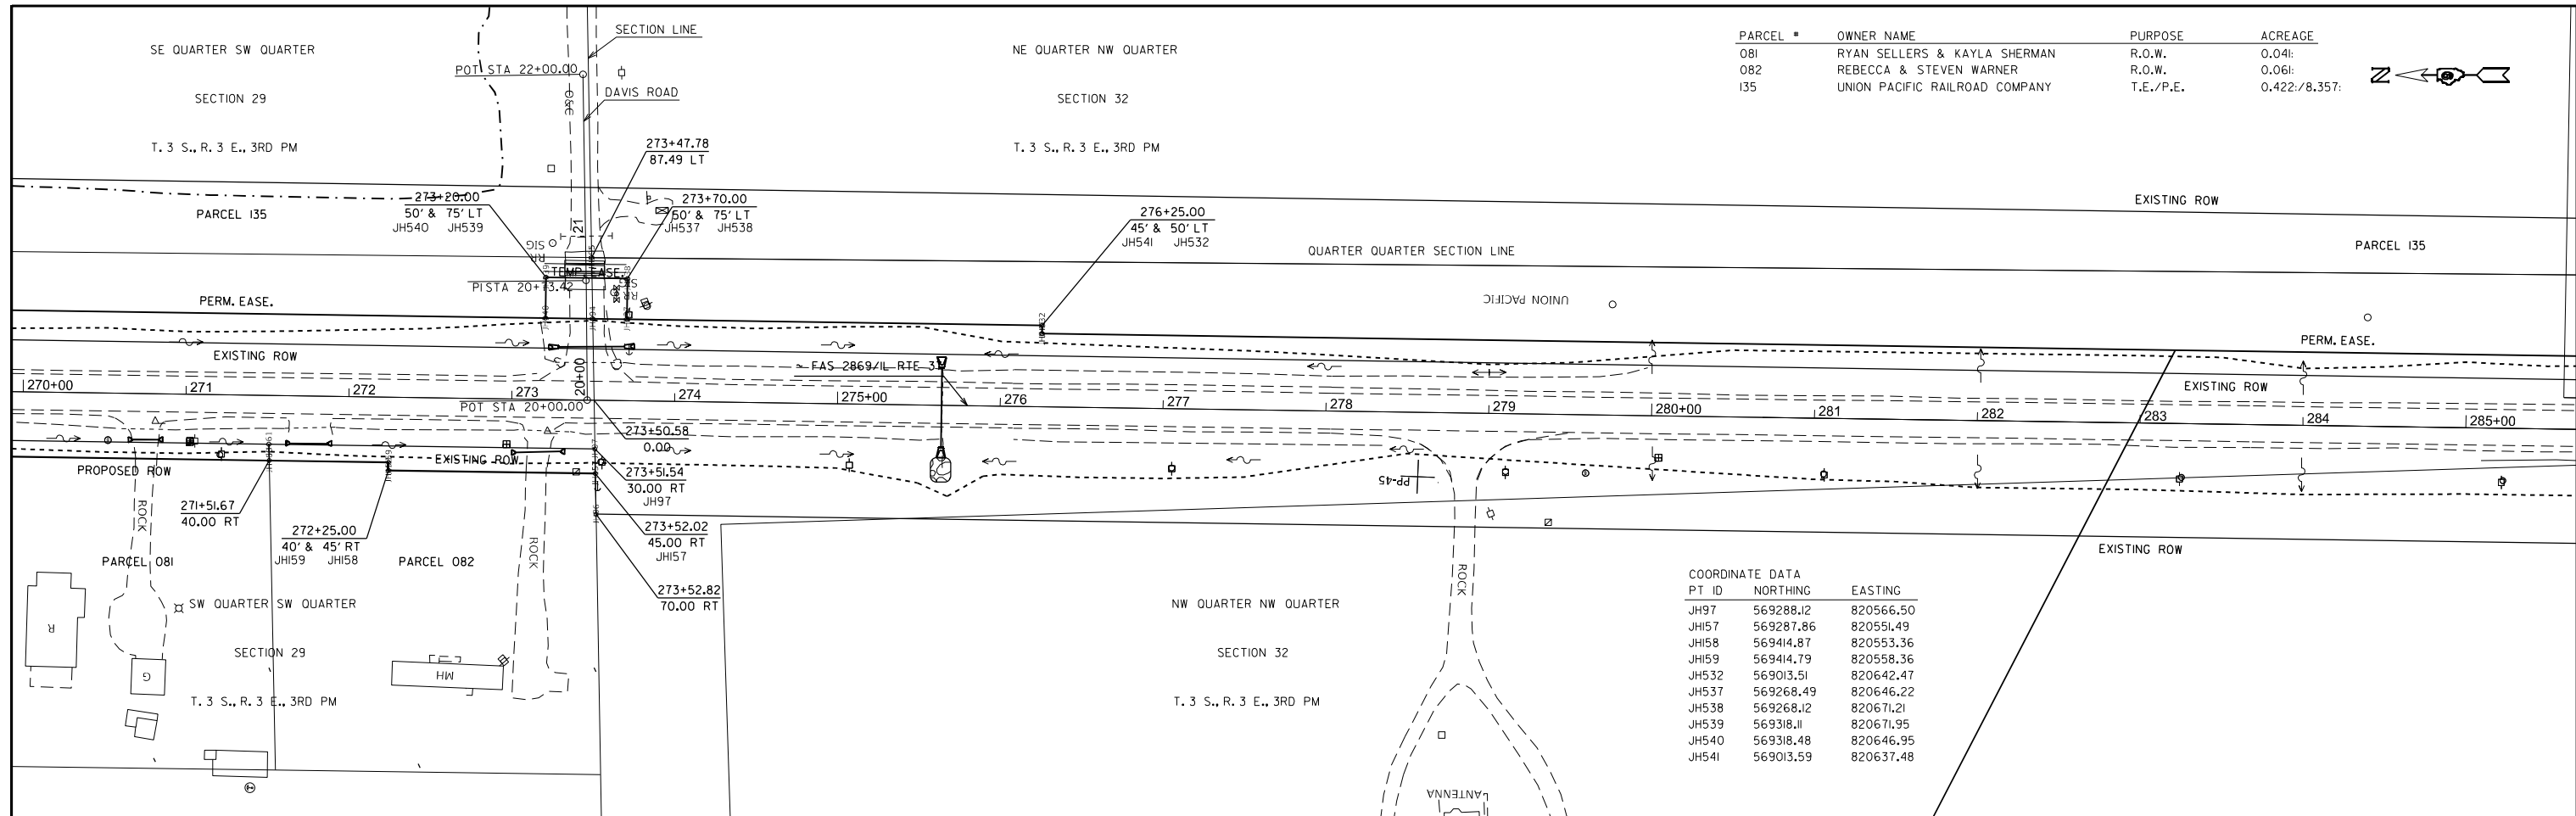 SE QUARTER SW QUARTER
SECTION 29
T. 3 S., R. 3 E., 3RD PM
SECTION LINE
POT STA 22+00.00
DAVIS ROAD
O&C
NE QUARTER NW QUARTER
SECTION 32
T. 3 S., R. 3 E., 3RD PM
PARCEL # OWNER NAME PURPOSE ACREAGE
081 RYAN SELLERS & KAYLA SHERMAN R.O.W. 0.04±
082 REBECCA & STEVEN WARNER R.O.W. 0.06±
135 UNION PACIFIC RAILROAD COMPANY T.E./P.E. 0.422±/8.357±
Z
273+47.78
87.49 LT
PARCEL 135
273+20.00
50' & 75' LT
JH540 JH539
273+70.00
50' & 75' LT
JH537 JH538
276+25.00
45' & 50' LT
JH541 JH532
EXISTING ROW
PARCEL 135
QUARTER QUARTER SECTION LINE
21
SIG
RR
TEMP. EASE.
PI STA 20+73.42
SIG
PERM. EASE.
UNION PACIFIC
PERM. EASE.
EXISTING ROW
FAS 2869/IL RTE 37
EXISTING ROW
270+00 271 272 273 274 275+00 276 277 278 279 280+00 281 282 283 284 285+00
20+00
POT STA 20+00.00
273+50.58
0.00
PROPOSED ROW
EXISTING ROW
273+51.54
30.00 RT
JH97
PP-45
ROCK
271+51.67
40.00 RT
272+25.00
40' & 45' RT
JH159 JH158
ROCK
273+52.02
45.00 RT
JH157
PARCEL 081
PARCEL 082
273+52.82
70.00 RT
EXISTING ROW
ROCK
SW QUARTER SW QUARTER
SECTION 29
T. 3 S., R. 3 E., 3RD PM
R
G
MH
NW QUARTER NW QUARTER
SECTION 32
T. 3 S., R. 3 E., 3RD PM
ANTENNA
COORDINATE DATA
PT ID NORTHING EASTING
JH97 569288.12 820566.50
JH157 569287.86 820551.49
JH158 569414.87 820553.36
JH159 569414.79 820558.36
JH532 569013.51 820642.47
JH537 569268.49 820646.22
JH538 569268.12 820671.21
JH539 569318.11 820671.95
JH540 569318.48 820646.95
JH541 569013.59 820637.48